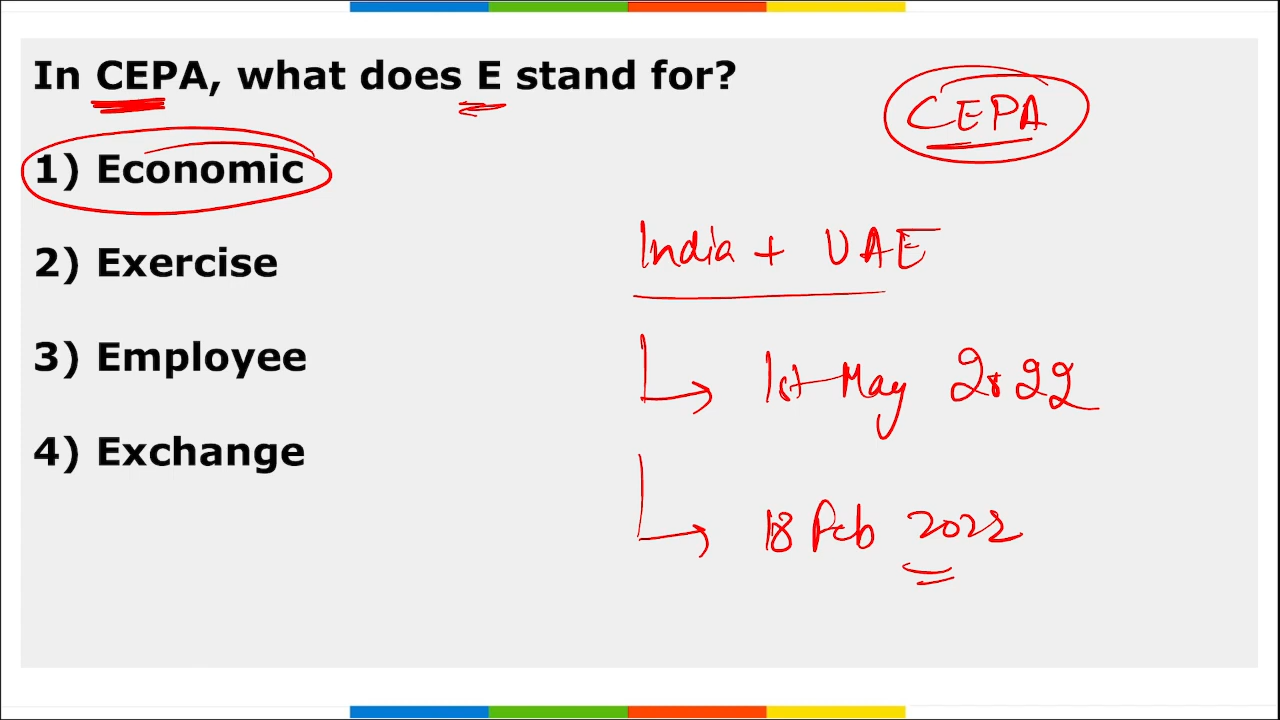 In CEPA, what does E stand for?
CEPA
1) Economic
India + UAE
2) Exercise
3) Employee
1st May 2022
4) Exchange
18 Feb 2022